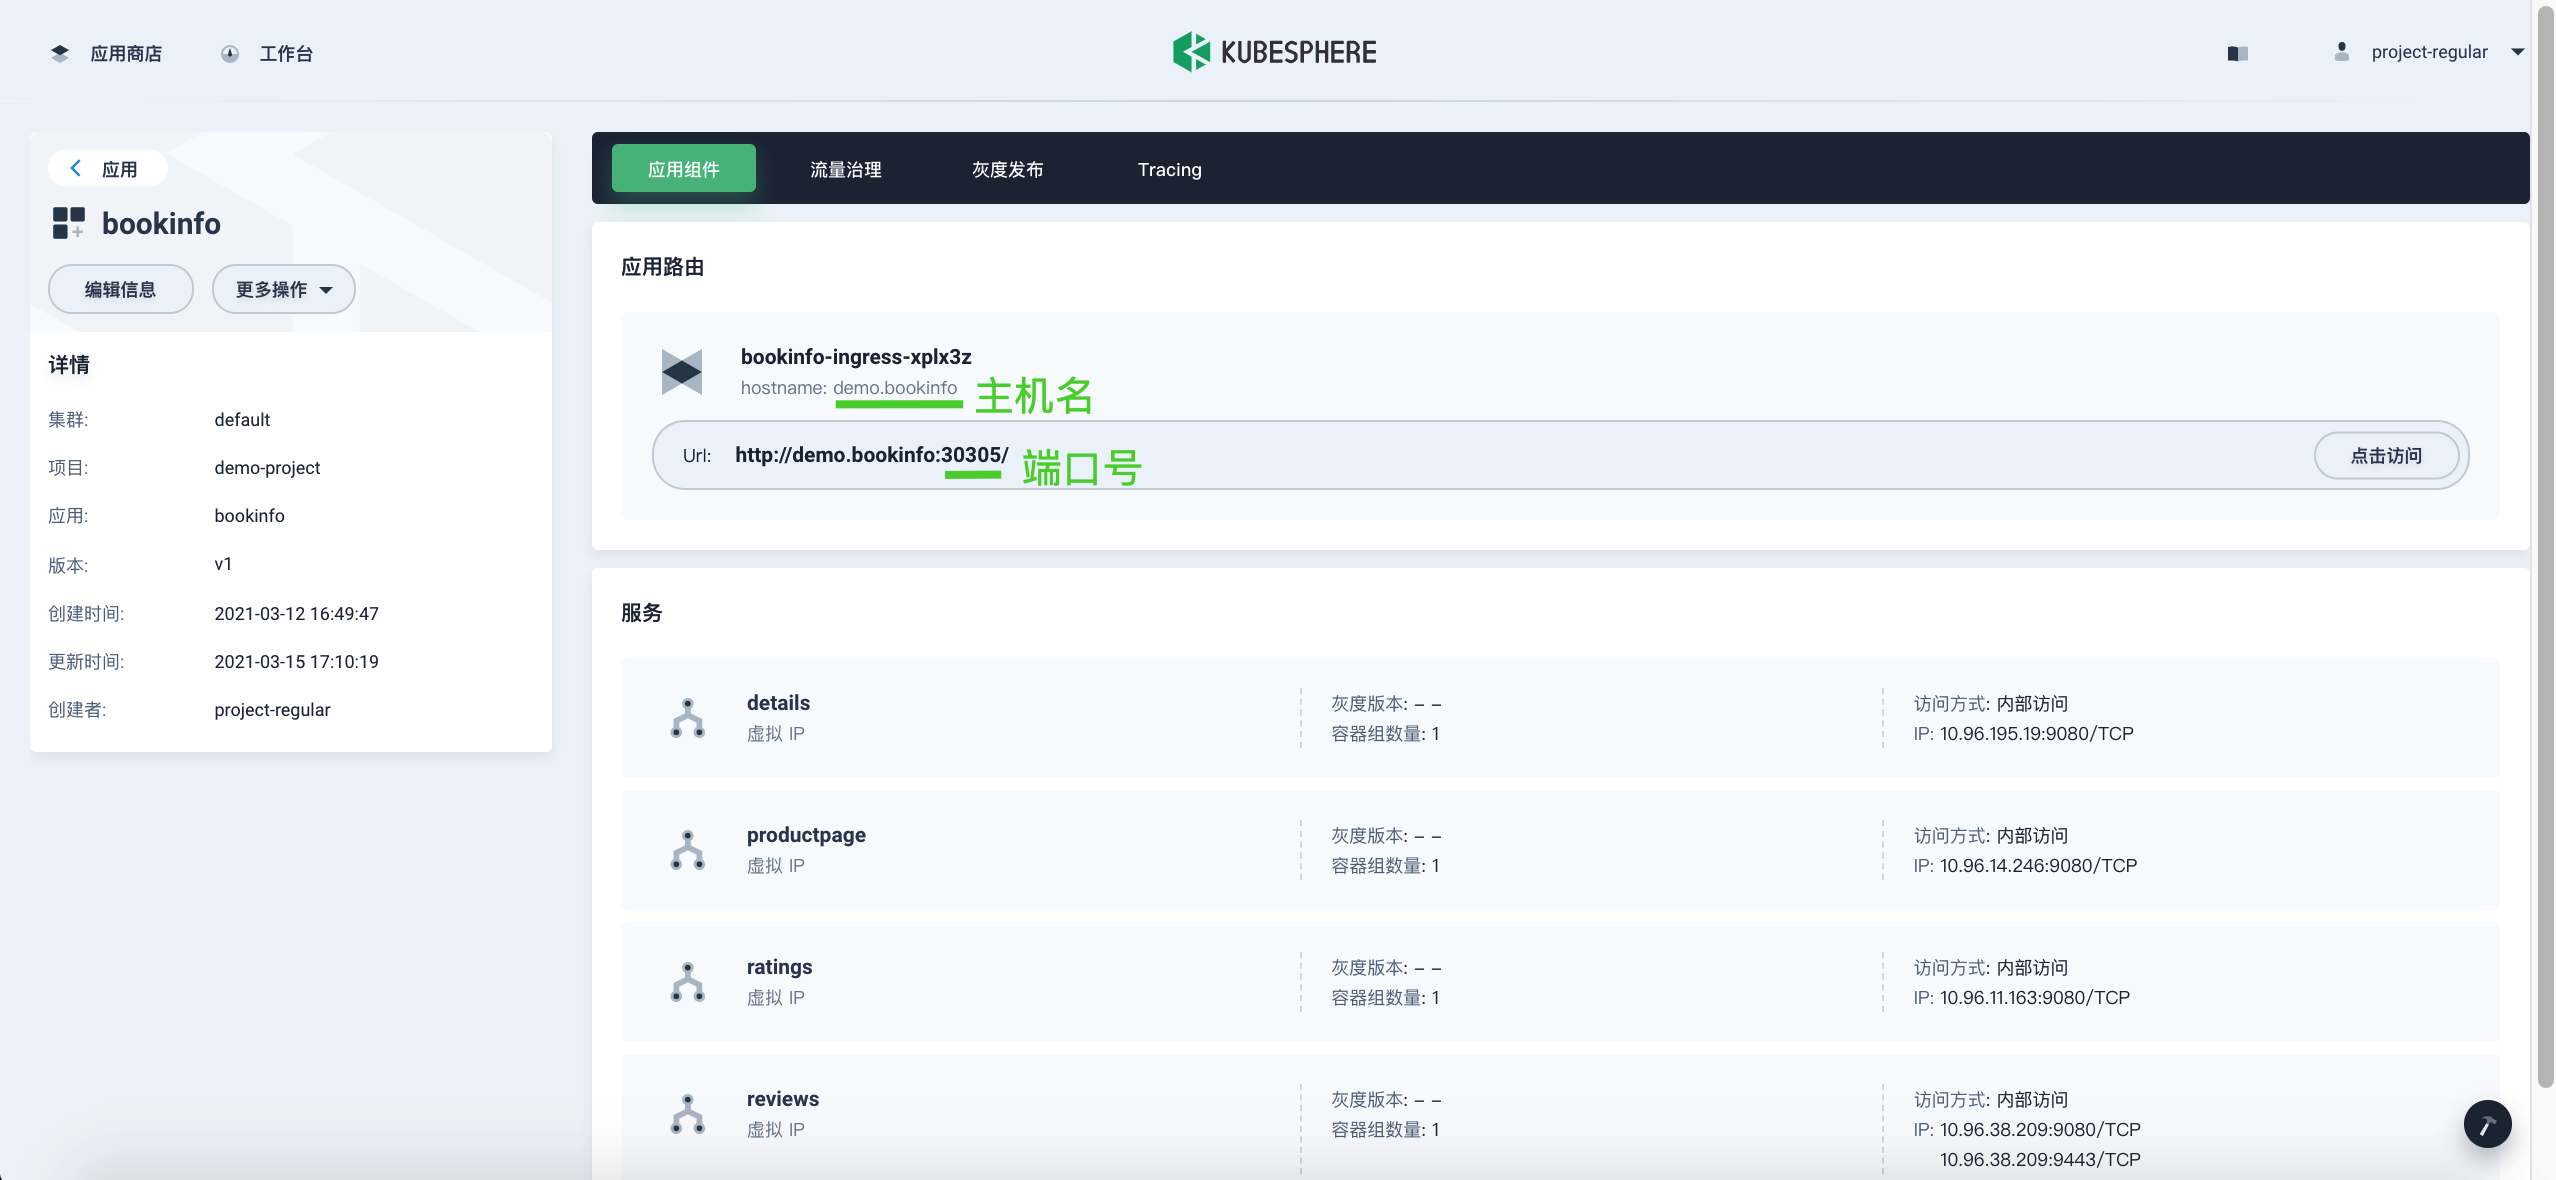 应用商店
工作台
KUBESPHERE
project-regular
应用
bookinfo
编辑信息
更多操作
详情
集群: default
项目: demo-project
应用: bookinfo
版本: v1
创建时间: 2021-03-12 16:49:47
更新时间: 2021-03-15 17:10:19
创建者: project-regular
应用组件
流量治理
灰度发布
Tracing
应用路由
bookinfo-ingress-xplx3z
hostname: demo.bookinfo 主机名
Url: http://demo.bookinfo:30305/ 端口号
点击访问
服务
details
虚拟 IP
灰度版本: – –
容器组数量: 1
访问方式: 内部访问
IP: 10.96.195.19:9080/TCP
productpage
虚拟 IP
灰度版本: – –
容器组数量: 1
访问方式: 内部访问
IP: 10.96.14.246:9080/TCP
ratings
虚拟 IP
灰度版本: – –
容器组数量: 1
访问方式: 内部访问
IP: 10.96.11.163:9080/TCP
reviews
虚拟 IP
灰度版本: – –
容器组数量: 1
访问方式: 内部访问
IP: 10.96.38.209:9080/TCP
10.96.38.209:9443/TCP